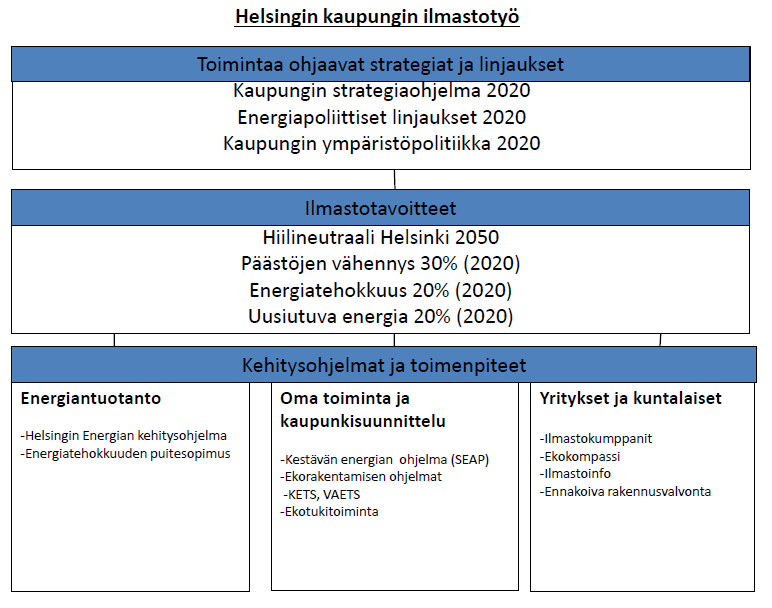 Helsingin kaupungin ilmastotyö
Toimintaa ohjaavat strategiat ja linjaukset
Kaupungin strategiaohjelma 2020
Energiapoliittiset linjaukset 2020
Kaupungin ympäristöpolitiikka 2020
Ilmastotavoitteet
Hiilineutraali Helsinki 2050
Päästöjen vähennys 30% (2020)
Energiatehokkuus 20% (2020)
Uusiutuva energia 20% (2020)
Kehitysohjelmat ja toimenpiteet
Energiantuotanto
-Helsingin Energian kehitysohjelma
-Energiatehokkuuden puitesopimus
Oma toiminta ja
kaupunkisuunnittelu
-Kestävän energian ohjelma (SEAP)
-Ekorakentamisen ohjelmat
-KETS, VAETS
-Ekotukitoiminta
Yritykset ja kuntalaiset
-Ilmastokumppanit
-Ekokompassi
-Ilmastoinfo
-Ennakoiva rakennusvalvonta